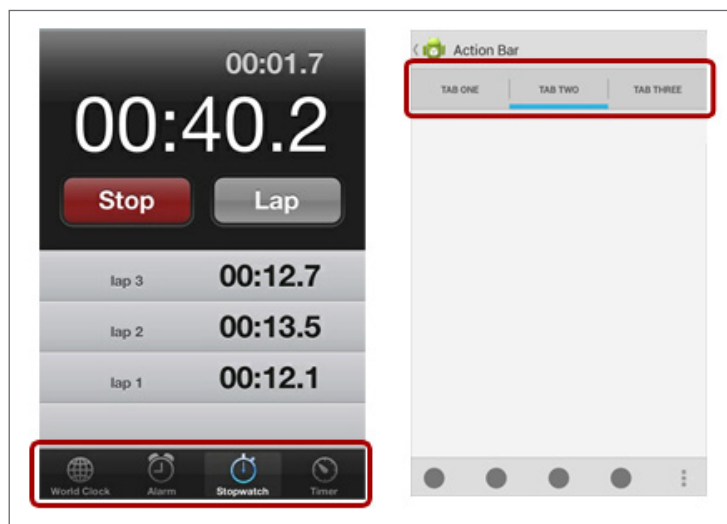 00:01.7
00:40.2
Stop Lap
lap 3 00:12.7
lap 2 00:13.5
lap 1 00:12.1
World Clock Alarm Stopwatch Timer
Action Bar
TAB ONE TAB TWO TAB THREE